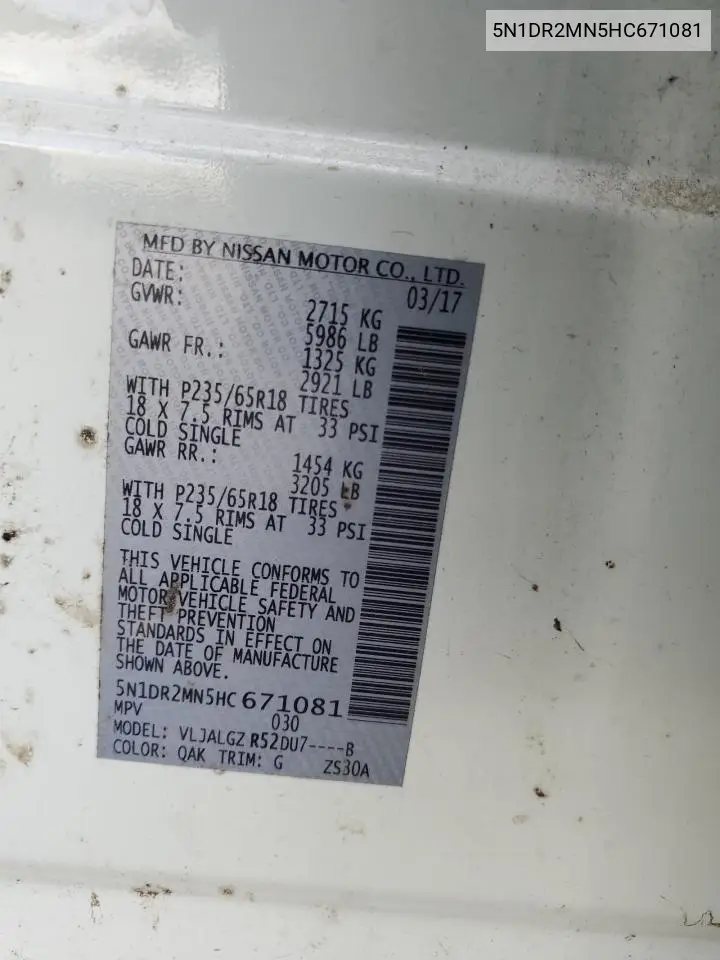 5N1DR2MN5HC671081
MFD BY NISSAN MOTOR CO., LTD.
DATE: 03/17
GVWR: 2715 KG
5986 LB
GAWR FR.: 1325 KG
2921 LB
WITH P235/65R18 TIRES
18 X 7.5 RIMS AT 33 PSI
COLD SINGLE
GAWR RR.: 1454 KG
3205 LB
WITH P235/65R18 TIRES
18 X 7.5 RIMS AT 33 PSI
COLD SINGLE
THIS VEHICLE CONFORMS TO
ALL APPLICABLE FEDERAL
MOTOR VEHICLE SAFETY AND
THEFT PREVENTION
STANDARDS IN EFFECT ON
THE DATE OF MANUFACTURE
SHOWN ABOVE.
5N1DR2MN5HC 671081
MPV 030
MODEL: VLJALGZ R52DU7----B
COLOR: QAK TRIM: G ZS30A